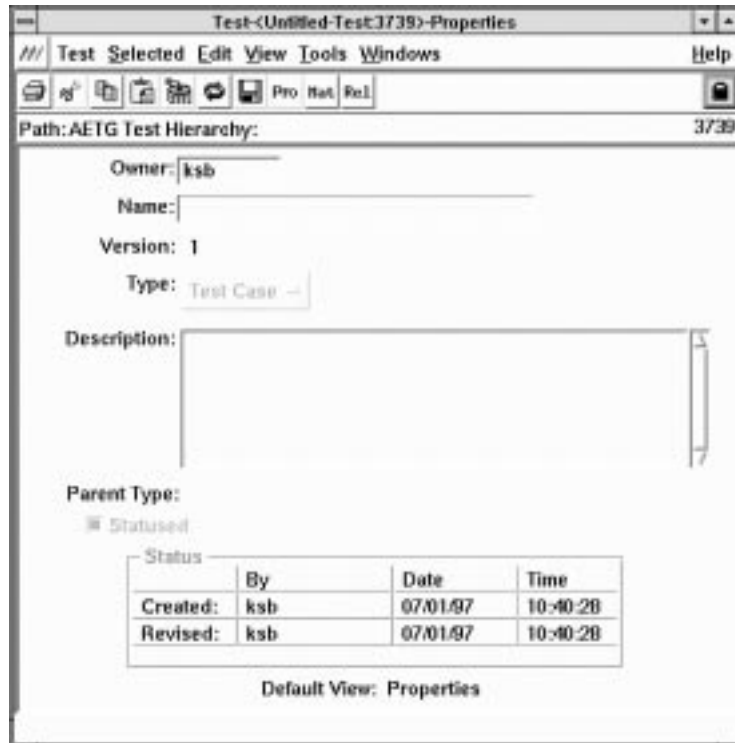 Test-<Untitled-Test:3739>-Properties
/// Test Selected Edit View Tools Windows Help
Pro Mat Rel
Path: AETG Test Hierarchy: 3739
Owner: ksb
Name:
Version: 1
Type: Test Case
Description:
Parent Type:
Statused
Status
By Date Time
Created: ksb 07/01/97 10:40:28
Revised: ksb 07/01/97 10:40:28
Default View: Properties